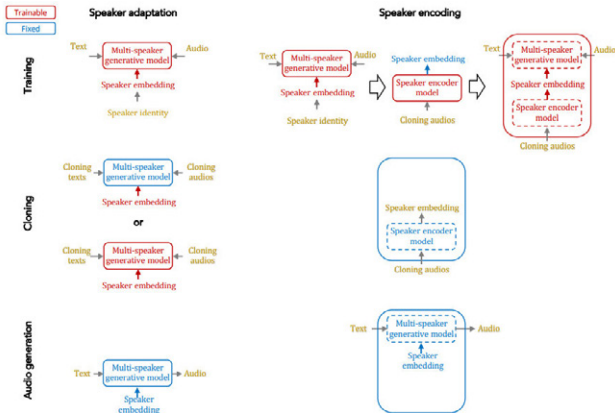 Trainable
Fixed
Speaker adaptation
Speaker encoding
Training
Text
Audio
Multi-speaker
generative model
Speaker embedding
Speaker identity
Text
Audio
Multi-speaker
generative model
Speaker embedding
Speaker identity
Speaker embedding
Speaker encoder
model
Cloning audios
Text
Audio
Multi-speaker
generative model
Speaker embedding
Speaker encoder
model
Cloning audios
Cloning
Cloning
texts
Multi-speaker
generative model
Cloning
audios
Speaker embedding
or
Cloning
texts
Multi-speaker
generative model
Cloning
audios
Speaker embedding
Speaker embedding
Speaker encoder
model
Cloning audios
Audio generation
Text
Multi-speaker
generative model
Audio
Speaker
embedding
Text
Multi-speaker
generative model
Audio
Speaker
embedding